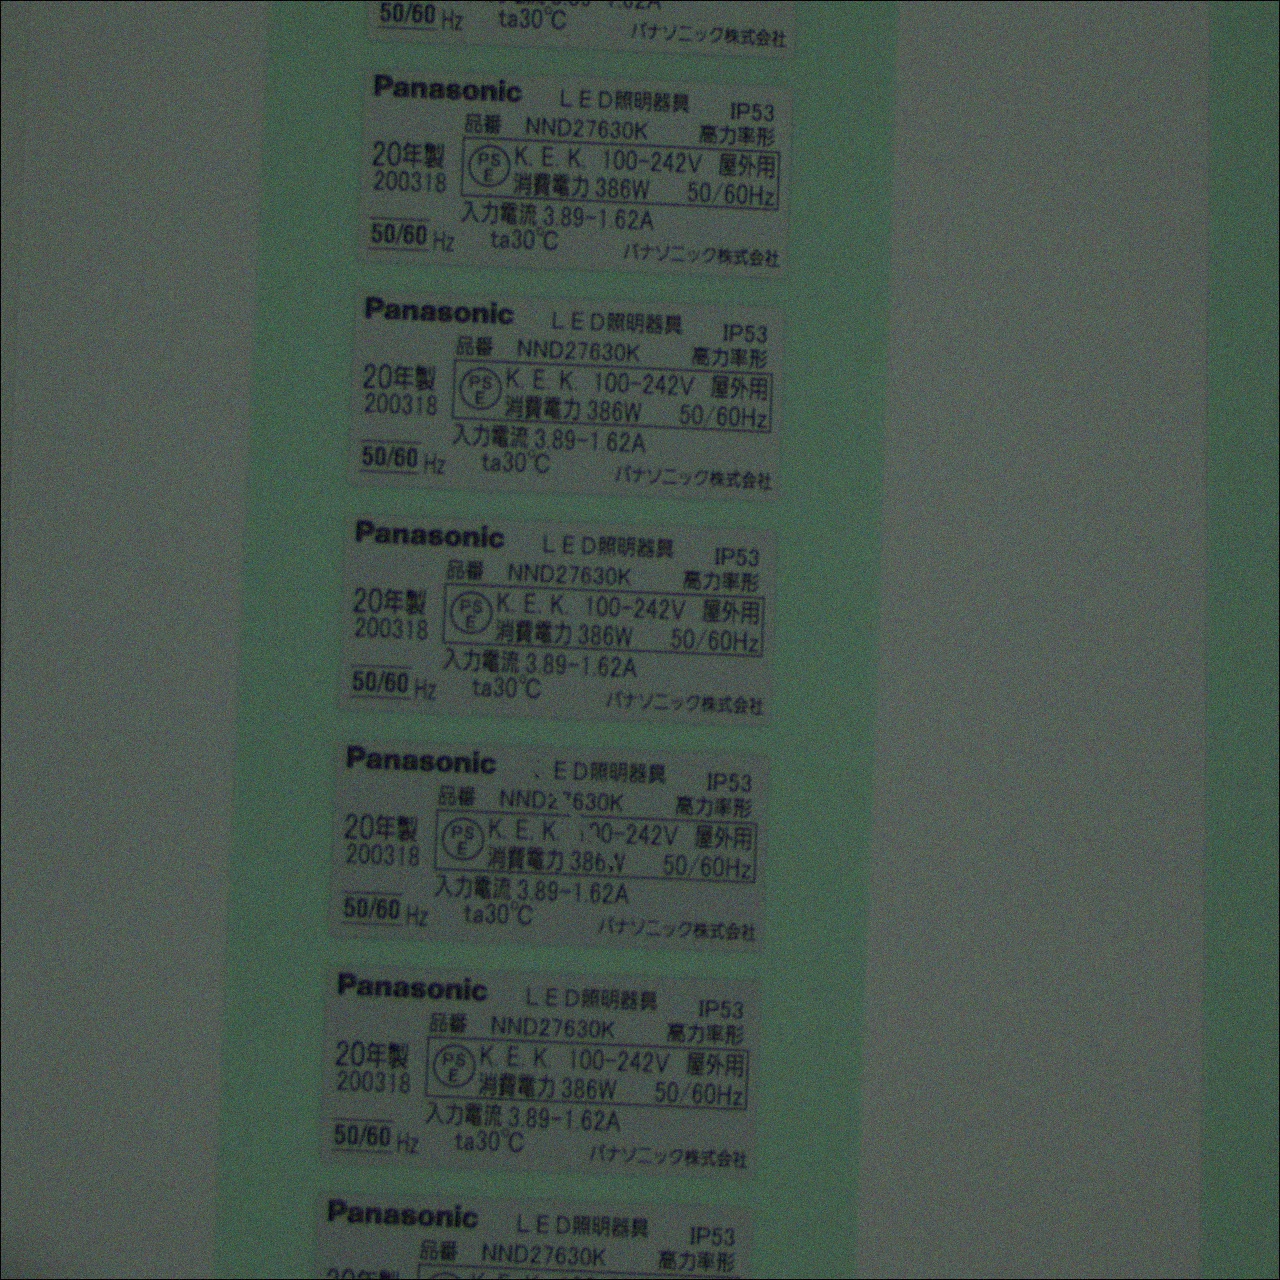 50/60 Hz ta30℃ パナソニック株式会社
Panasonic LED照明器具 IP53
品番 NND27630K 高力率形
20年製 PS E K. E. K. 100-242V 屋外用
200318 消費電力 386W 50/60Hz
入力電流 3.89-1.62A
50/60 Hz ta30℃ パナソニック株式会社
Panasonic LED照明器具 IP53
品番 NND27630K 高力率形
20年製 PS E K. E. K. 100-242V 屋外用
200318 消費電力 386W 50/60Hz
入力電流 3.89-1.62A
50/60 Hz ta30℃ パナソニック株式会社
Panasonic LED照明器具 IP53
品番 NND27630K 高力率形
20年製 PS E K. E. K. 100-242V 屋外用
200318 消費電力 386W 50/60Hz
入力電流 3.89-1.62A
50/60 Hz ta30℃ パナソニック株式会社
Panasonic ED照明器具 IP53
品番 NND27630K 高力率形
20年製 PS E K. E. K. 00-242V 屋外用
200318 消費電力 386 50/60Hz
入力電流 3.89-1.62A
50/60 Hz ta30℃ パナソニック株式会社
Panasonic LED照明器具 IP53
品番 NND27630K 高力率形
20年製 PS E K. E. K. 100-242V 屋外用
200318 消費電力 386W 50/60Hz
入力電流 3.89-1.62A
50/60 Hz ta30℃ パナソニック株式会社
Panasonic LED照明器具 IP53
品番 NND27630K 高力率形